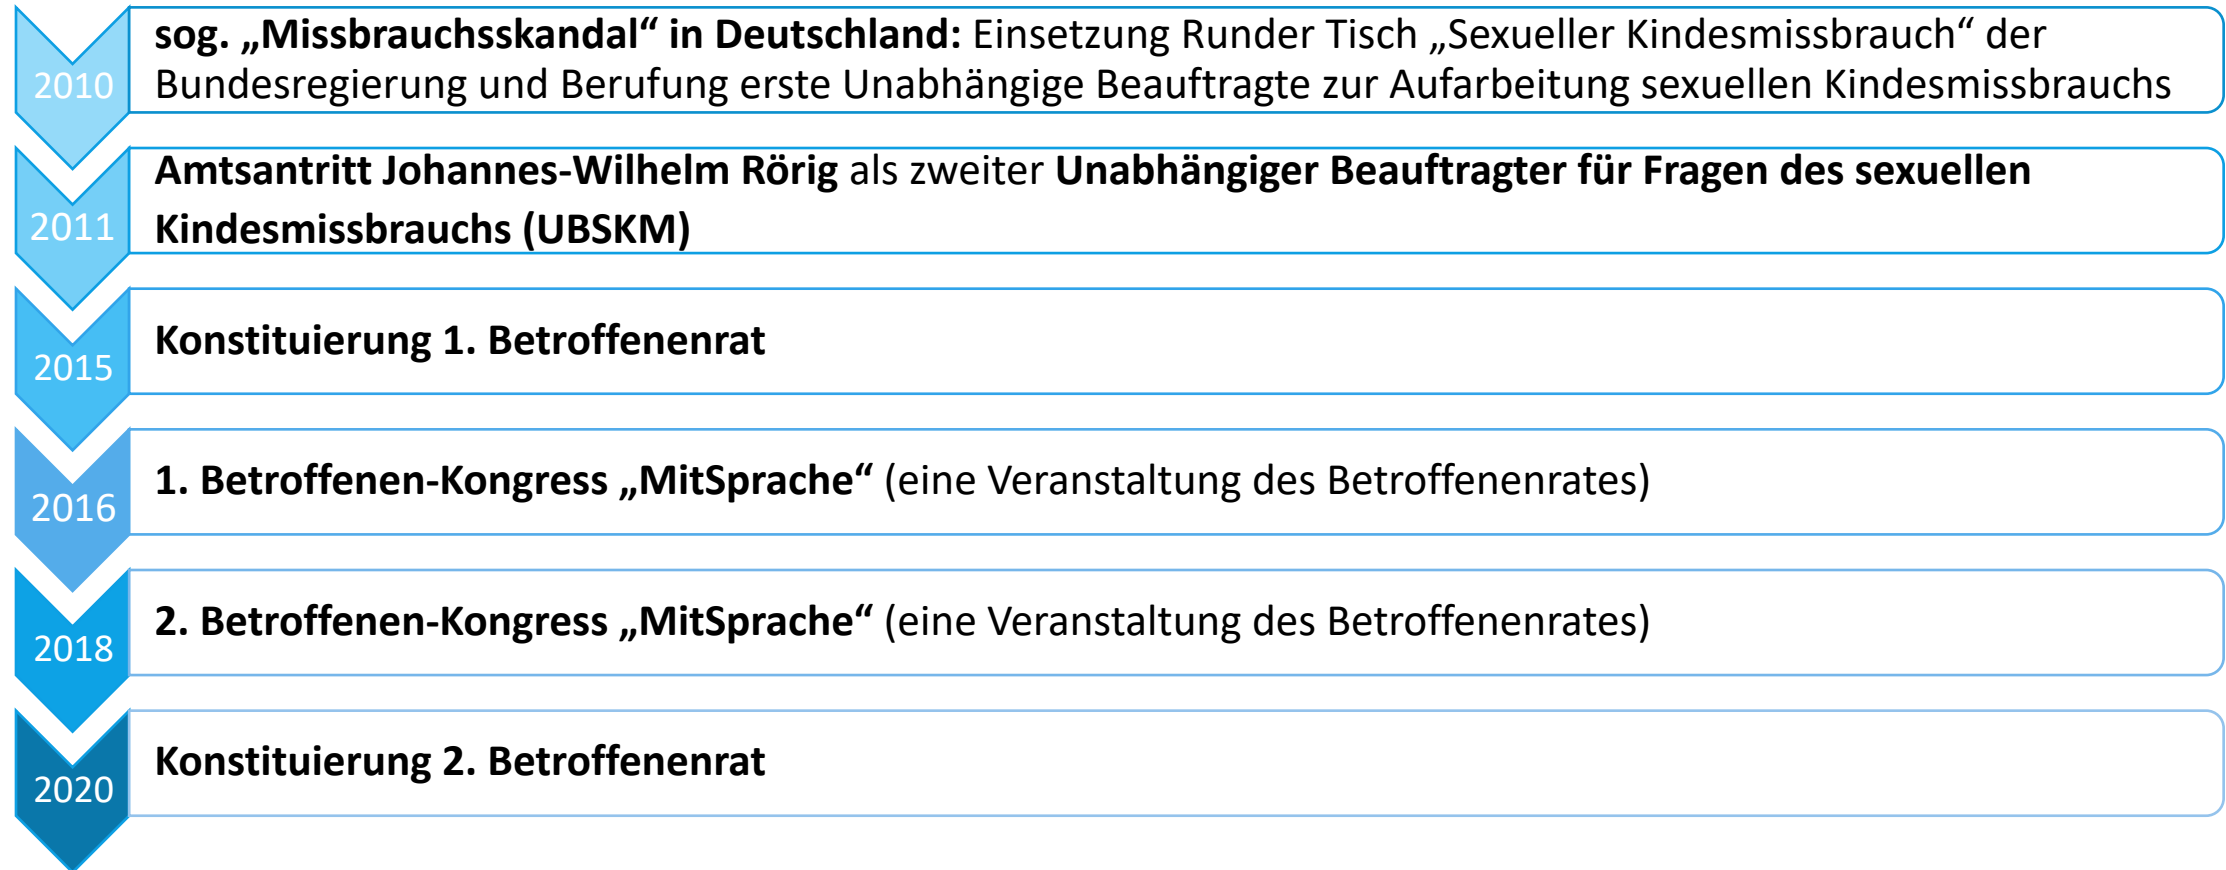 2010
sog. „Missbrauchsskandal“ in Deutschland: Einsetzung Runder Tisch „Sexueller Kindesmissbrauch“ der
Bundesregierung und Berufung erste Unabhängige Beauftragte zur Aufarbeitung sexuellen Kindesmissbrauchs
2011
Amtsantritt Johannes-Wilhelm Rörig als zweiter Unabhängiger Beauftragter für Fragen des sexuellen
Kindesmissbrauchs (UBSKM)
2015
Konstituierung 1. Betroffenenrat
2016
1. Betroffenen-Kongress „MitSprache“ (eine Veranstaltung des Betroffenenrates)
2018
2. Betroffenen-Kongress „MitSprache“ (eine Veranstaltung des Betroffenenrates)
2020
Konstituierung 2. Betroffenenrat